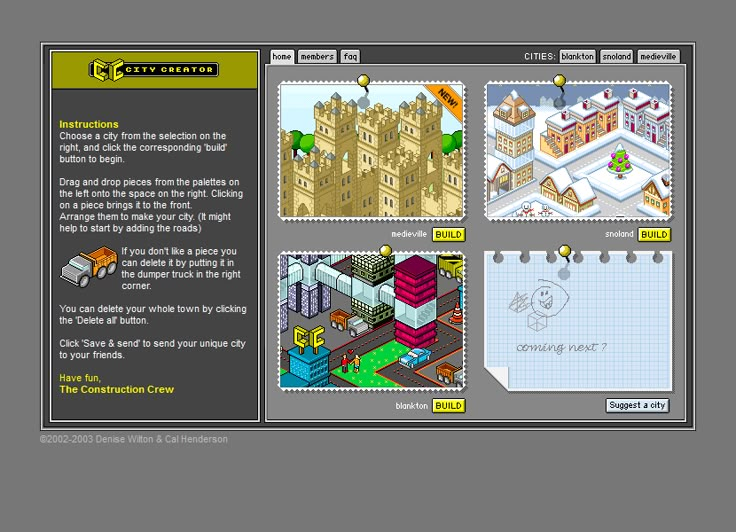 CC CITY CREATOR
home members faq CITIES: blankton snoland medieville
Instructions
Choose a city from the selection on the
right, and click the corresponding 'build'
button to begin.
Drag and drop pieces from the palettes on
the left onto the space on the right. Clicking
on a piece brings it to the front.
Arrange them to make your city. (It might
help to start by adding the roads)
If you don't like a piece you
can delete it by putting it in
the dumper truck in the right
corner.
You can delete your whole town by clicking
the 'Delete all' button.
Click 'Save & send' to send your unique city
to your friends.
Have fun,
The Construction Crew
NEW!
medieville BUILD
snoland BUILD
CC
blankton BUILD
coming next?
Suggest a city
©2002-2003 Denise Wilton & Cal Henderson